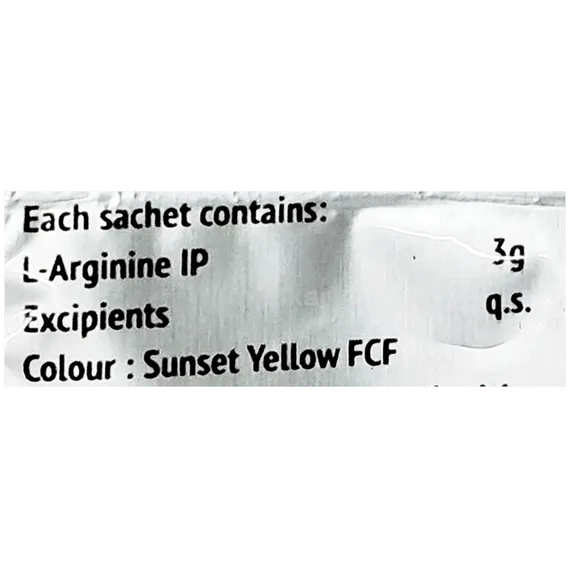 Each sachet contains:
L-Arginine IP 3g
Excipients q.s.
Colour : Sunset Yellow FCF